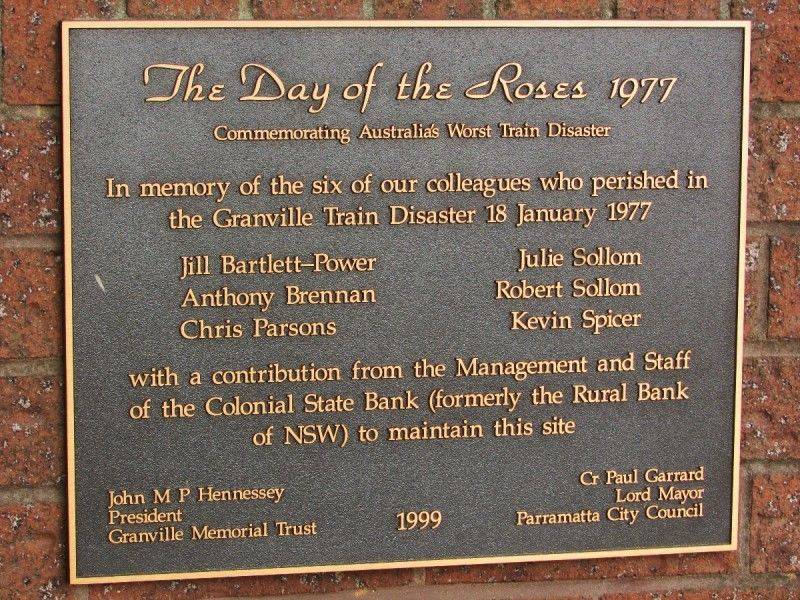 The Day of the Roses 1977
Commemorating Australia's Worst Train Disaster
In memory of the six of our colleagues who perished in
the Granville Train Disaster 18 January 1977
Jill Bartlett-Power
Anthony Brennan
Chris Parsons
Julie Sollom
Robert Sollom
Kevin Spicer
with a contribution from the Management and Staff
of the Colonial State Bank (formerly the Rural Bank
of NSW) to maintain this site
John M P Hennessey
President
Granville Memorial Trust
1999
Cr Paul Garrard
Lord Mayor
Parramatta City Council